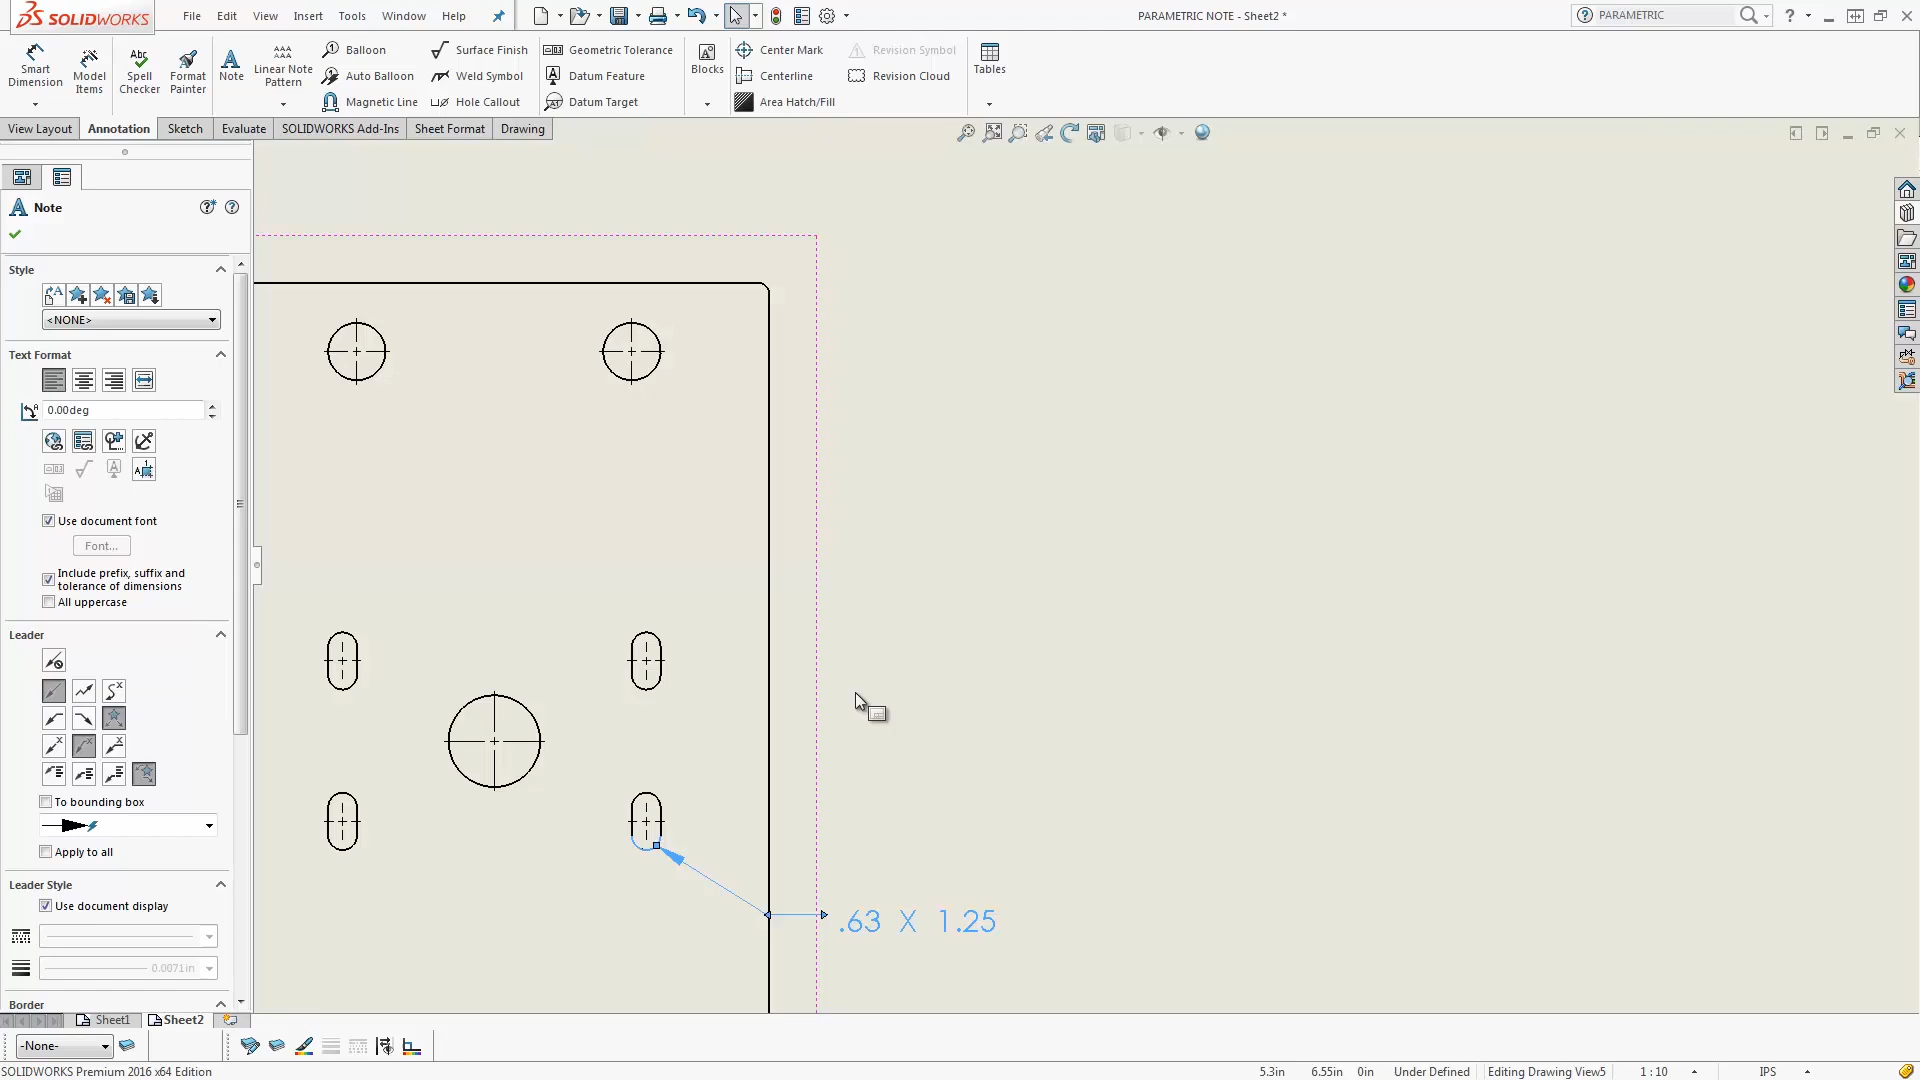 SOLIDWORKS
File Edit View Insert Tools Window Help
PARAMETRIC NOTE - Sheet2 *
PARAMETRIC
Smart Dimension
Model Items
Spell Checker
Format Painter
Note
Linear Note Pattern
Balloon
Auto Balloon
Magnetic Line
Surface Finish
Weld Symbol
Hole Callout
Geometric Tolerance
Datum Feature
Datum Target
Blocks
Center Mark
Centerline
Area Hatch/Fill
Revision Symbol
Revision Cloud
Tables
View Layout Annotation Sketch Evaluate SOLIDWORKS Add-Ins Sheet Format Drawing
Note
Style
<NONE>
Text Format
0.00deg
Use document font
Font...
Include prefix, suffix and
tolerance of dimensions
All uppercase
Leader
To bounding box
Apply to all
Leader Style
Use document display
0.0071in
Border
.63 X 1.25
Sheet1 Sheet2
-None-
SOLIDWORKS Premium 2016 x64 Edition
5.3in 6.55in 0in Under Defined Editing Drawing View5 1 : 10 IPS